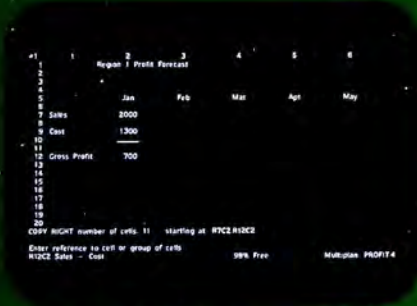 #1 1 2 3 4 5 6
1 Region 1 Profit Forecast
2
3
4
5 Jan Feb Mar Apr May
6
7 Sales 2000
8
9 Cost 1300
10
11
12 Gross Profit 700
13
14
15
16
17
18
19
20
COPY RIGHT number of cells: 11 starting at: R7C2:R12C2
Enter reference to cell or group of cells
R12C2 Sales - Cost 98% Free Multiplan: PROFIT4